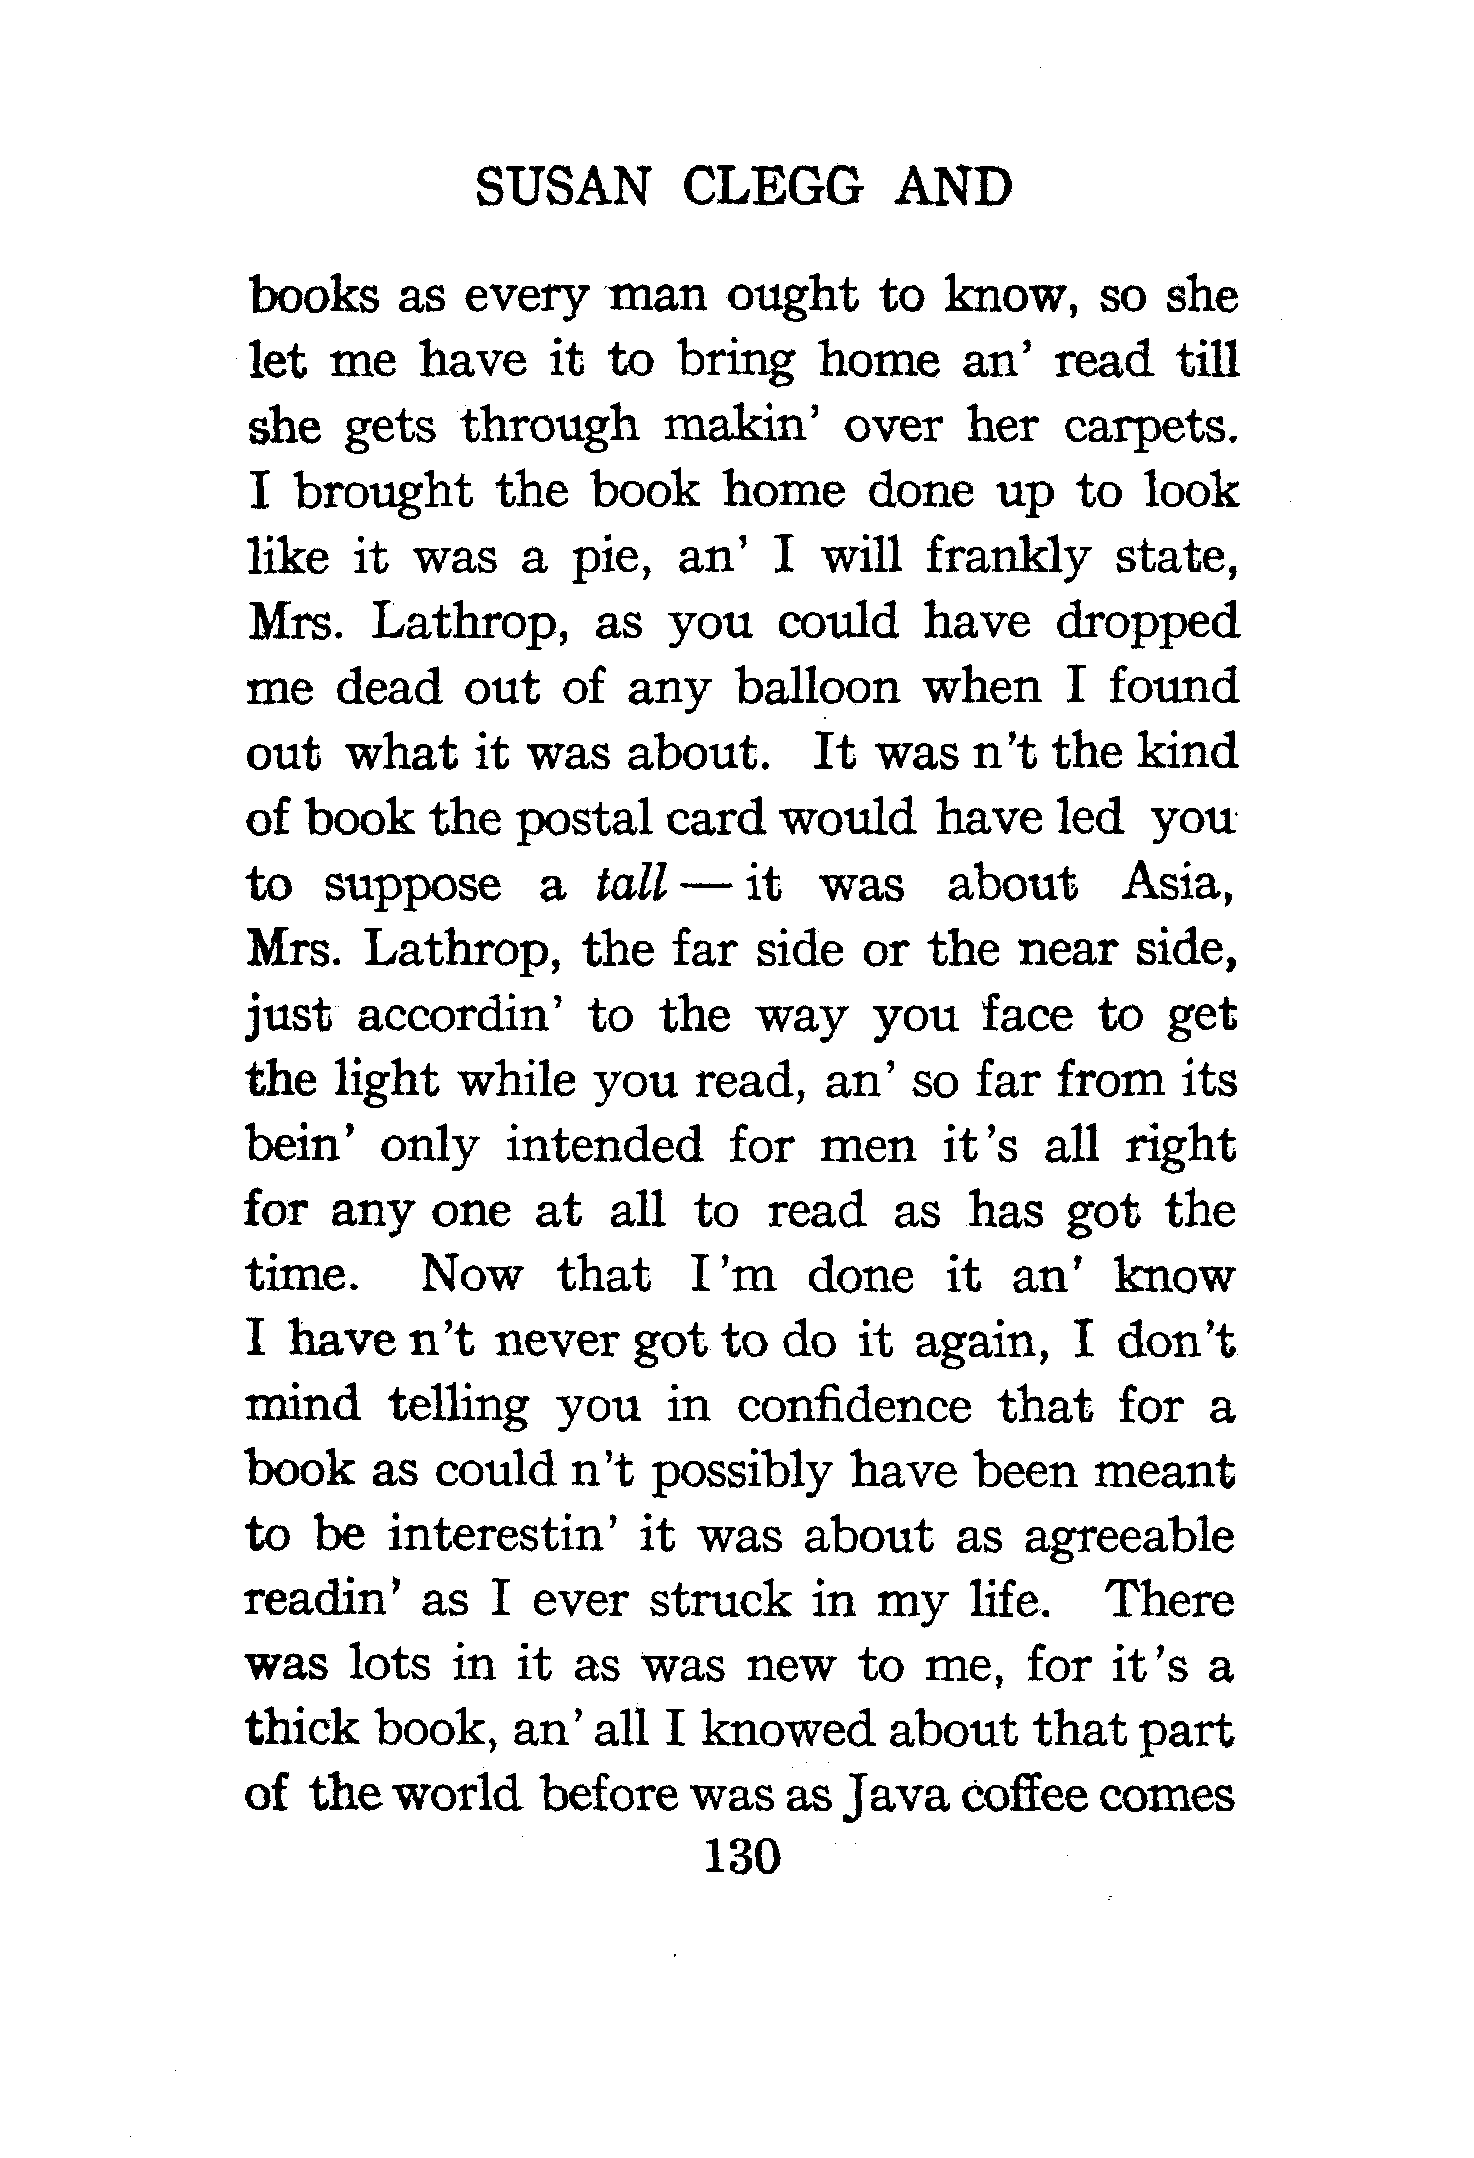 SUSAN CLEGG AND
books as every man ought to know, so she
let me have it to bring home an' read till
she gets through makin' over her carpets.
I brought the book home done up to look
like it was a pie, an' I will frankly state,
Mrs. Lathrop, as you could have dropped
me dead out of any balloon when I found
out what it was about. It was n't the kind
of book the postal card would have led you
to suppose a tall — it was about Asia,
Mrs. Lathrop, the far side or the near side,
just accordin' to the way you face to get
the light while you read, an' so far from its
bein' only intended for men it's all right
for any one at all to read as has got the
time. Now that I'm done it an' know
I have n't never got to do it again, I don't
mind telling you in confidence that for a
book as could n't possibly have been meant
to be interestin' it was about as agreeable
readin' as I ever struck in my life. There
was lots in it as was new to me, for it's a
thick book, an' all I knowed about that part
of the world before was as Java coffee comes
130